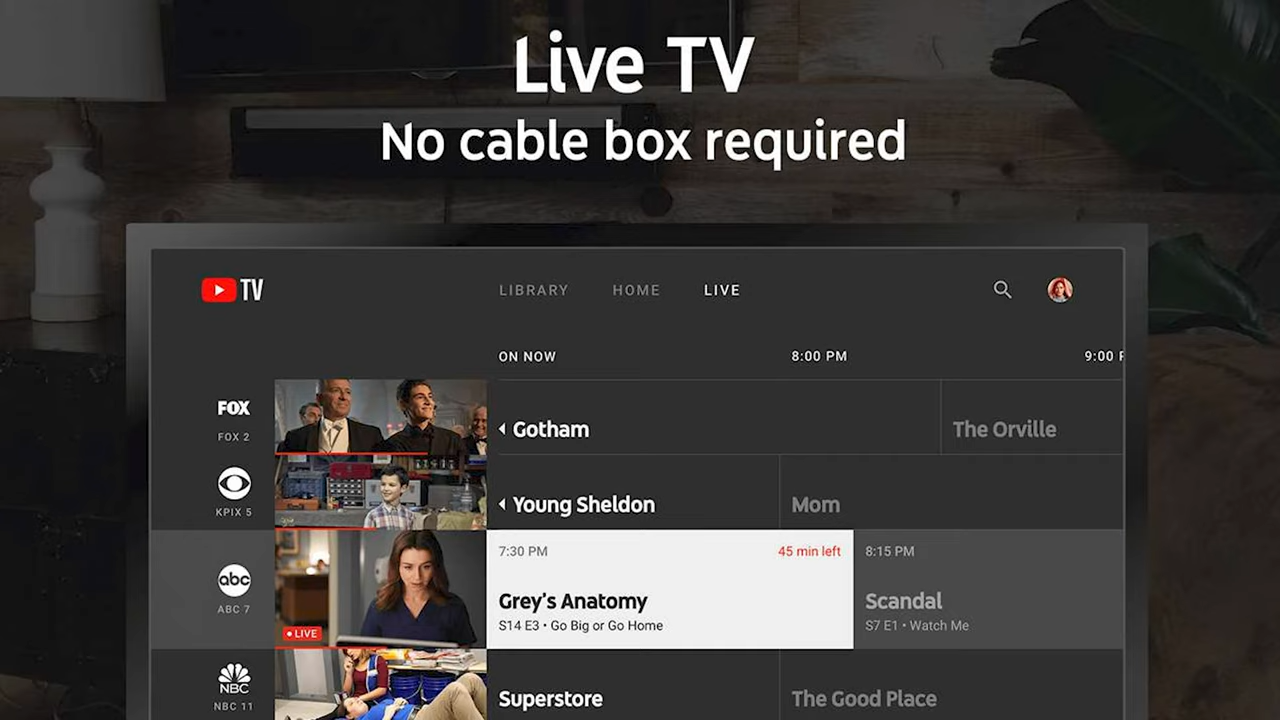 Live TV
No cable box required
TV
LIBRARY HOME LIVE
ON NOW 8:00 PM 9:00 P
FOX
FOX 2
Gotham
The Orville
KPIX 5
Young Sheldon
Mom
abc
ABC 7
LIVE
7:30 PM 45 min left
Grey's Anatomy
S14 E3 • Go Big or Go Home
8:15 PM
Scandal
S7 E1 • Watch Me
NBC
NBC 11
Superstore
The Good Place